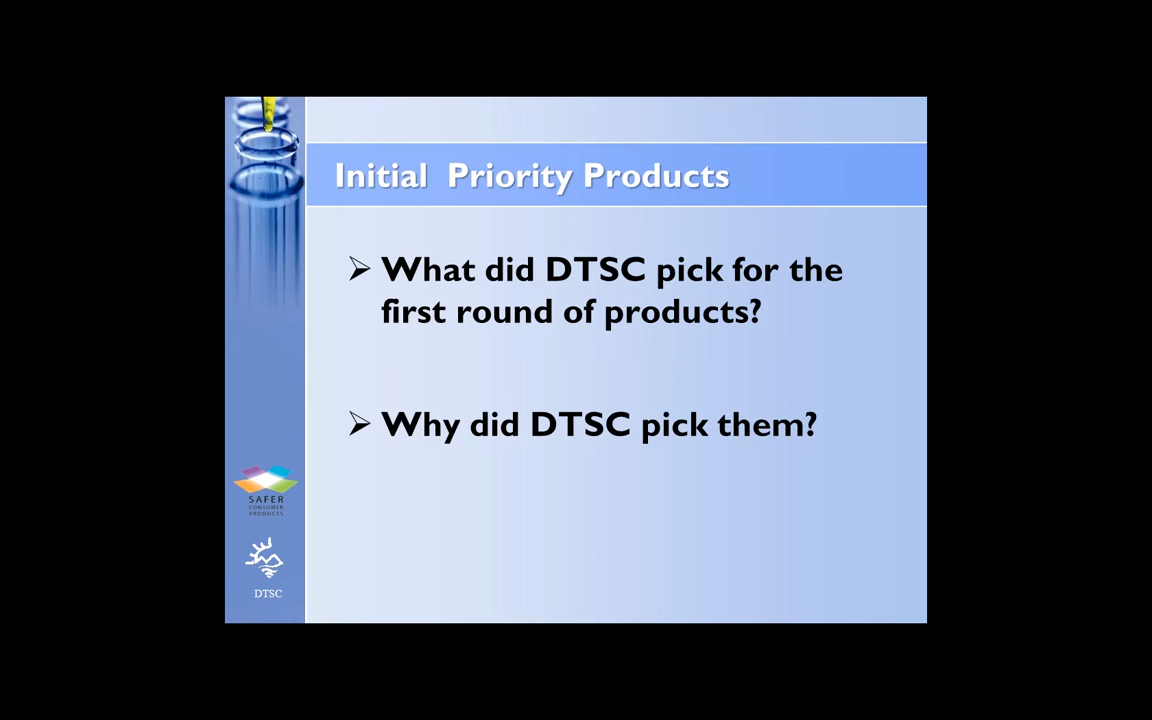 Initial  Priority Products
➢ What did DTSC pick for the
first round of products?
➢ Why did DTSC pick them?
SAFER
CONSUMER
PRODUCTS
DTSC